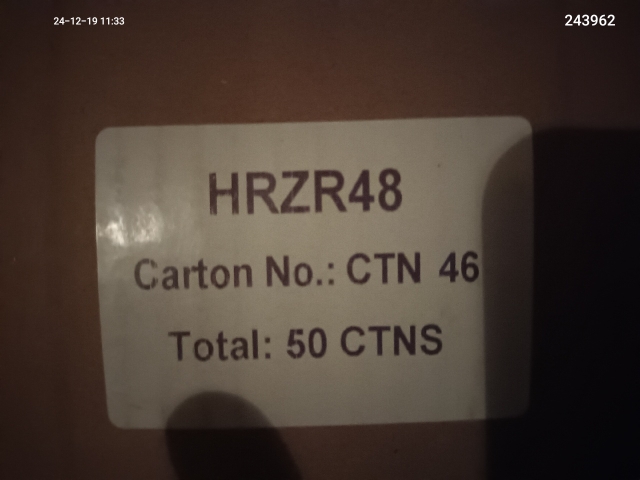 24-12-19 11:33
243962
HRZR48
Carton No.: CTN 46
Total: 50 CTNS